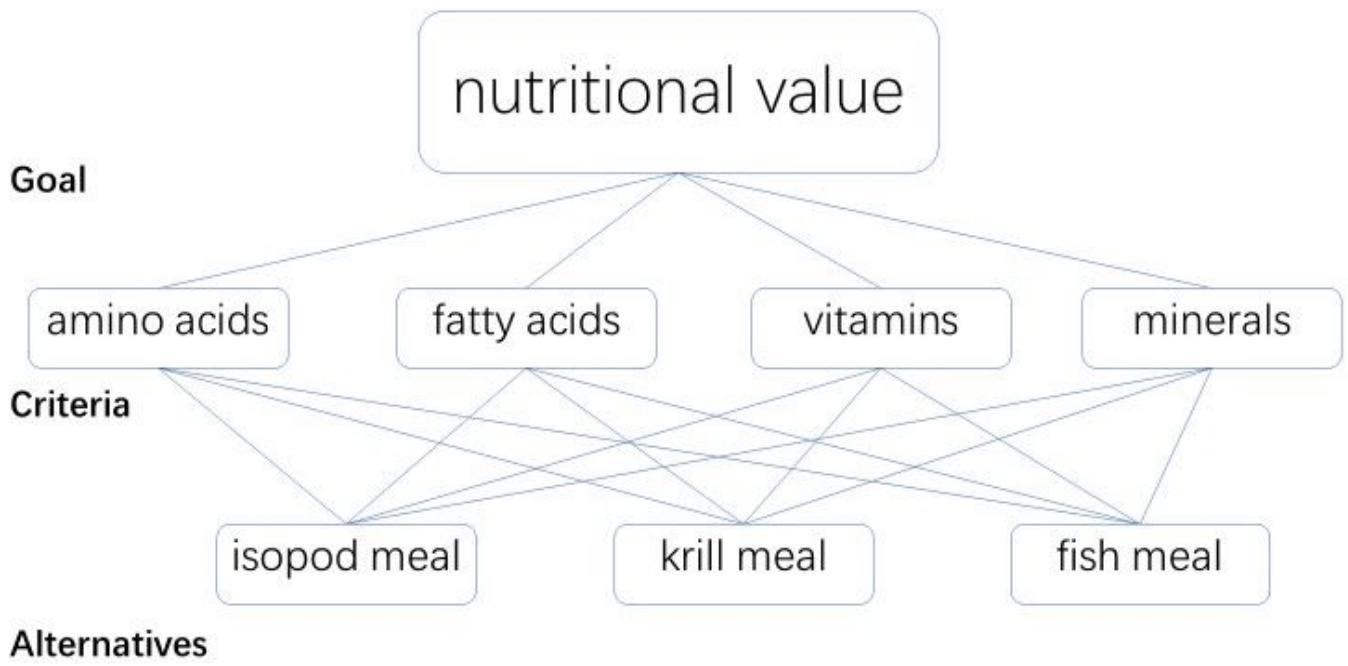 nutritional value
Goal
amino acids
fatty acids
vitamins
minerals
Criteria
isopod meal
krill meal
fish meal
Alternatives